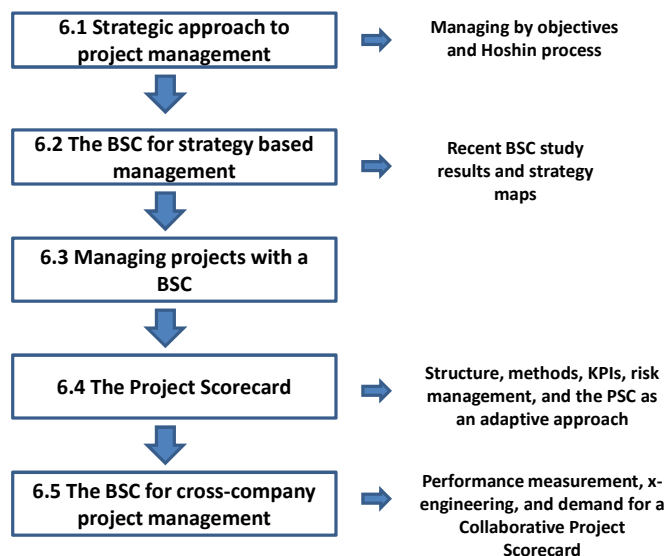 6.1 Strategic approach to
project management
Managing by objectives
and Hoshin process
6.2 The BSC for strategy based
management
Recent BSC study
results and strategy
maps
6.3 Managing projects with a
BSC
6.4 The Project Scorecard
Structure, methods, KPIs, risk
management, and the PSC as
an adaptive approach
6.5 The BSC for cross-company
project management
Performance measurement, x-
engineering, and demand for a
Collaborative Project
Scorecard